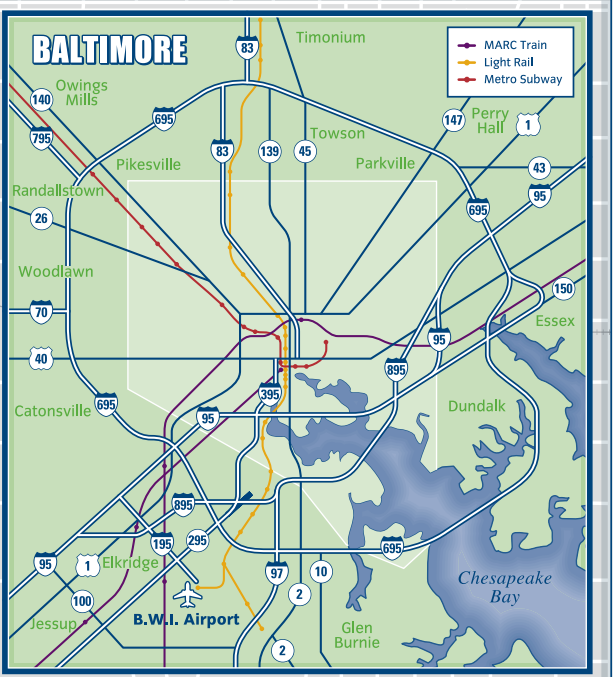 BALTIMORE
MARC Train
Light Rail
Metro Subway
83
Timonium
Owings
Mills
140
795
695
147
Perry
Hall
1
83
139
Towson
45
Pikesville
Parkville
43
95
Randallstown
695
26
Woodlawn
150
70
Essex
95
40
895
395
695
95
Catonsville
Dundalk
895
295
195
695
95
1
Elkridge
97
10
Chesapeake
Bay
100
2
B.W.I. Airport
Jessup
Glen
Burnie
2